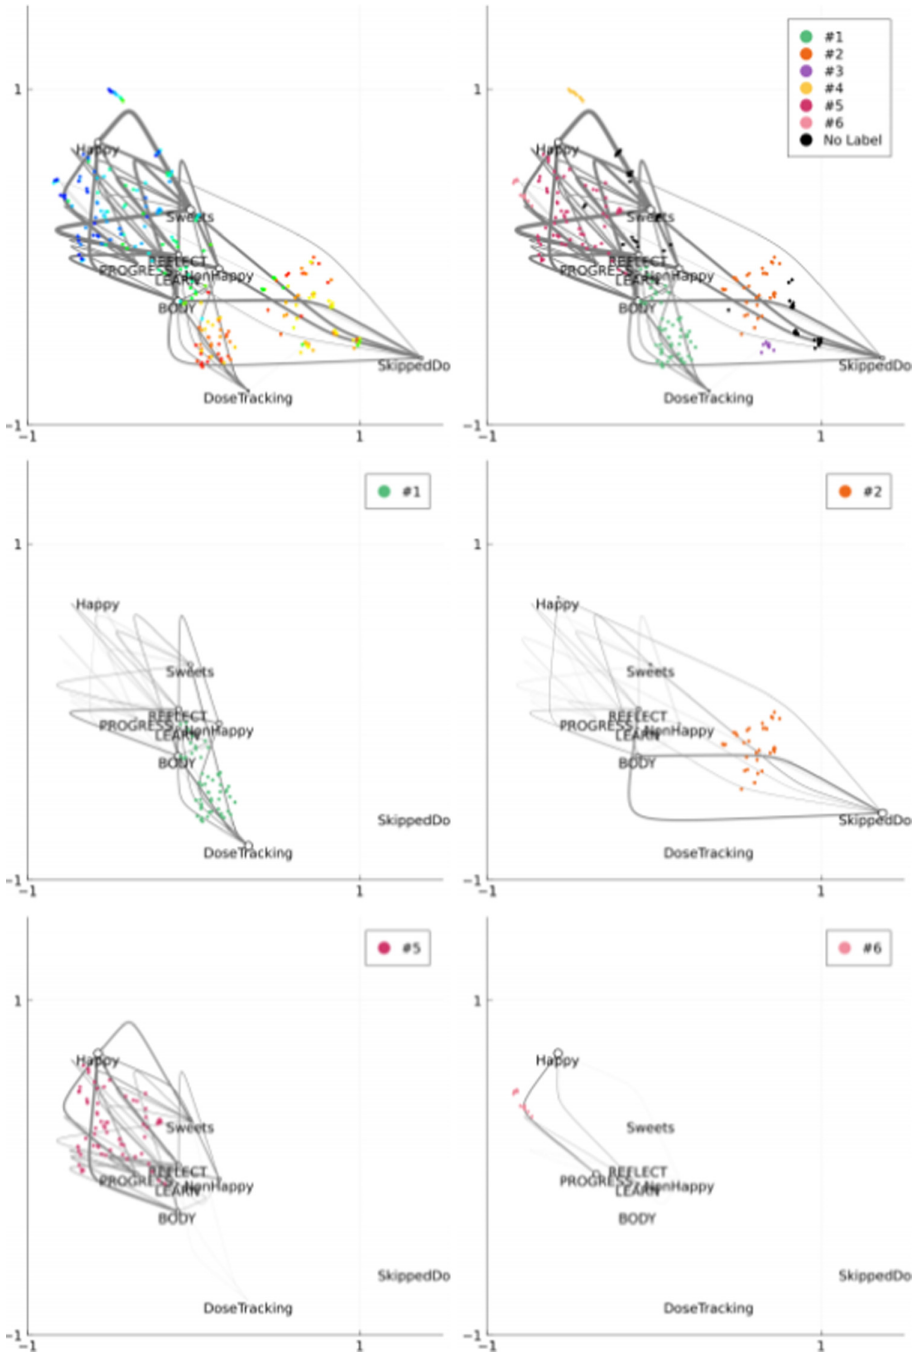 #1
#2
#3
#4
#5
#6
No Label
1
Happy
Sweets
REFLECT
PROGRESS
NonHappy
LEARN
BODY
SkippedDo
DoseTracking
-1
-1
1
1
Happy
Sweets
REFLECT
PROGRESS
NonHappy
LEARN
BODY
SkippedDo
DoseTracking
-1
-1
1
#1
1
Happy
Sweets
REFLECT
PROGRESS
NonHappy
LEARN
BODY
SkippedDo
DoseTracking
-1
-1
1
#2
1
Happy
Sweets
REFLECT
PROGRESS
NonHappy
LEARN
BODY
SkippedDo
DoseTracking
-1
-1
1
#5
1
Happy
Sweets
REFLECT
PROGRESS
NonHappy
LEARN
BODY
SkippedDo
DoseTracking
-1
-1
1
#6
1
Happy
Sweets
REFLECT
PROGRESS
NonHappy
LEARN
BODY
SkippedDo
DoseTracking
-1
-1
1